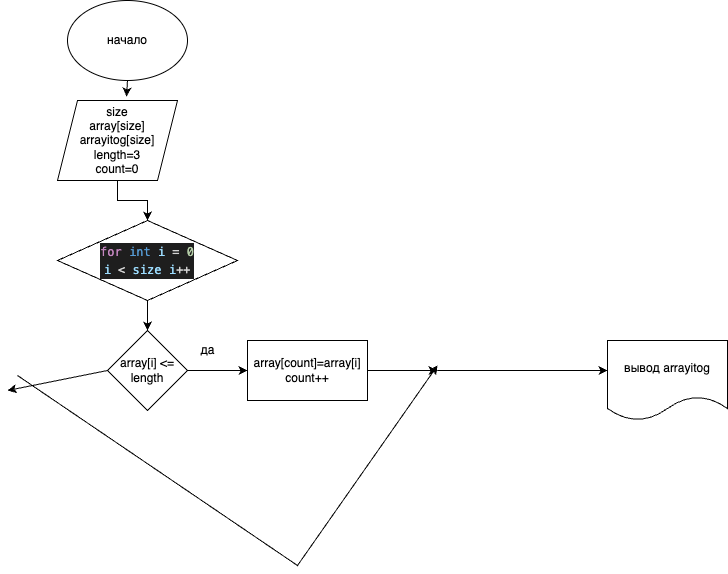 начало
size
array[size]
arrayitog[size]
length=3
count=0
for int i = 0
i < size i++
array[i] <=
length
да
array[count]=array[i]
count++
вывод arrayitog